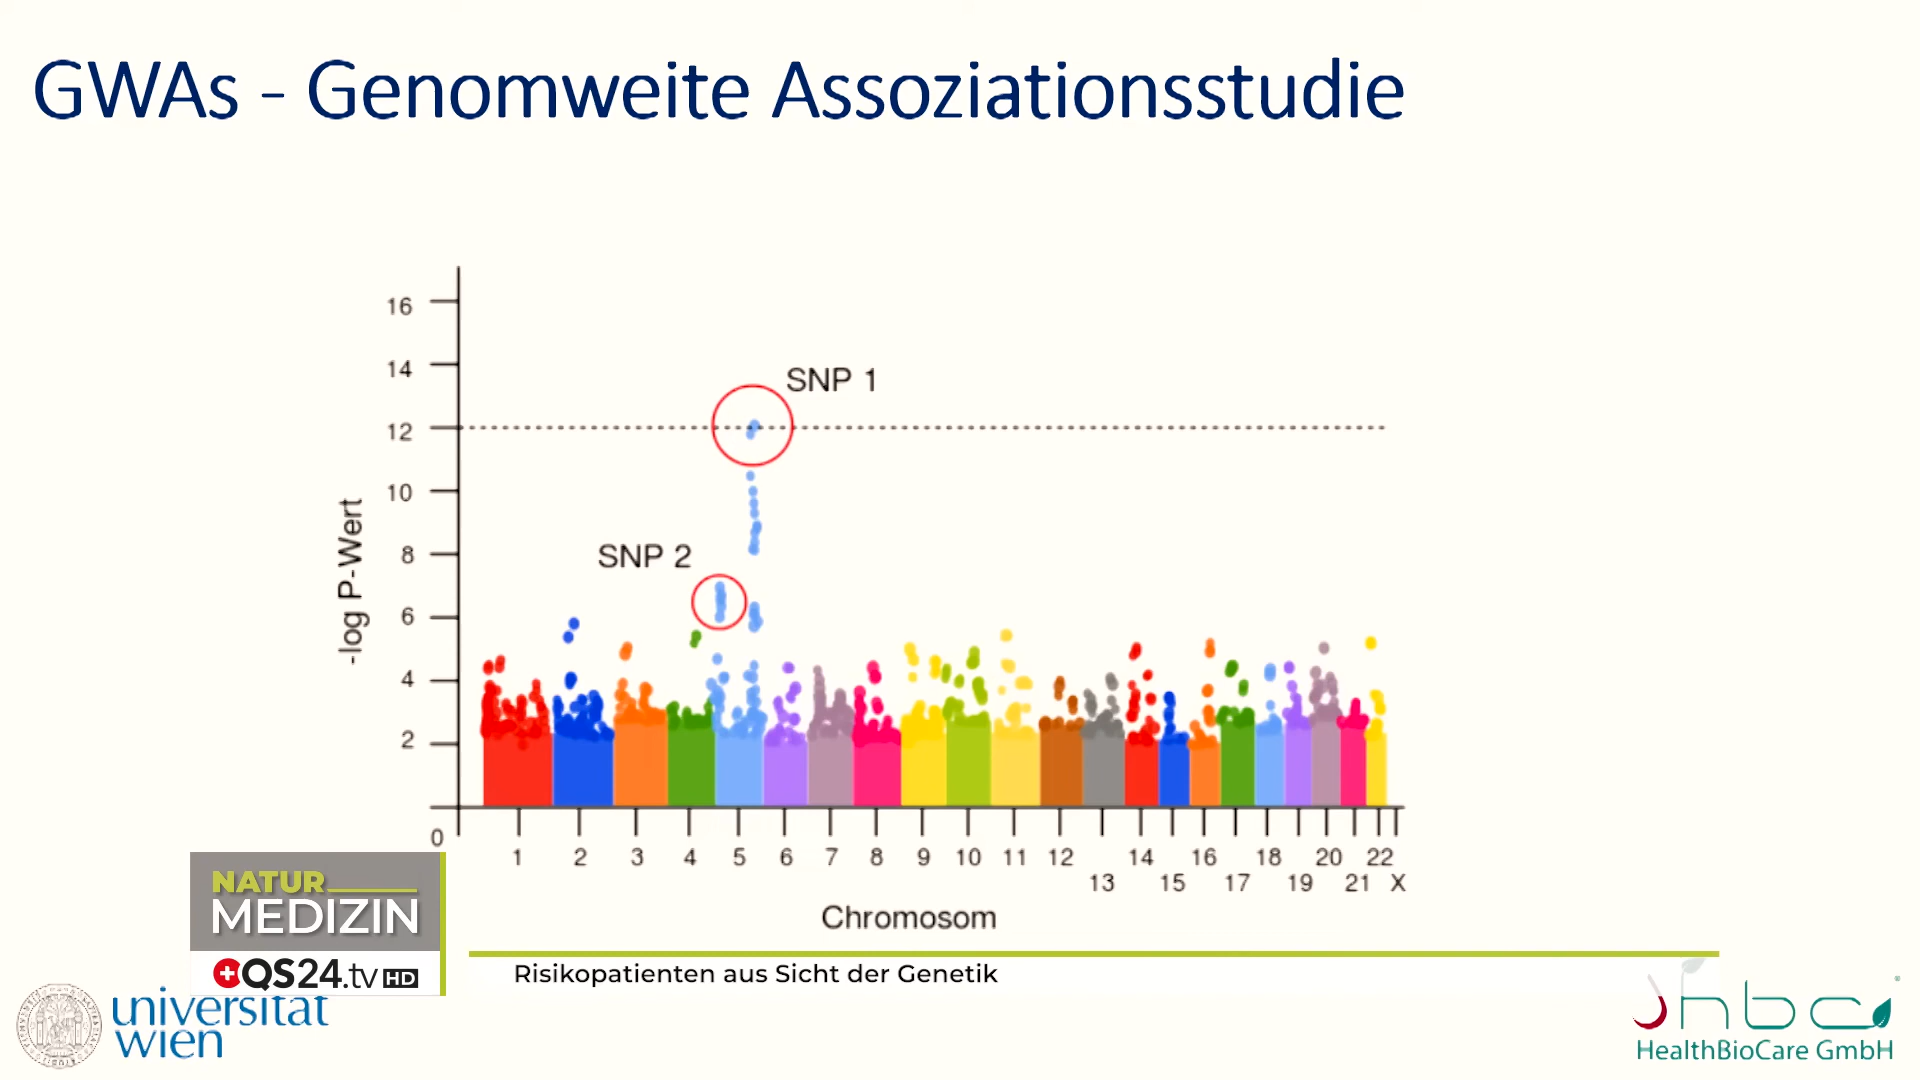 GWAs - Genomweite Assoziationsstudie
16
14
12
10
8
6
4
2
0
-log P-Wert
SNP 1
SNP 2
1 2 3 4 5 6 7 8 9 10 11 12 14 16 18 20 22
13 15 17 19 21 X
Chromosom
NATUR
MEDIZIN
QS24.tv HD
Risikopatienten aus Sicht der Genetik
universität
wien
hbc
HealthBioCare GmbH